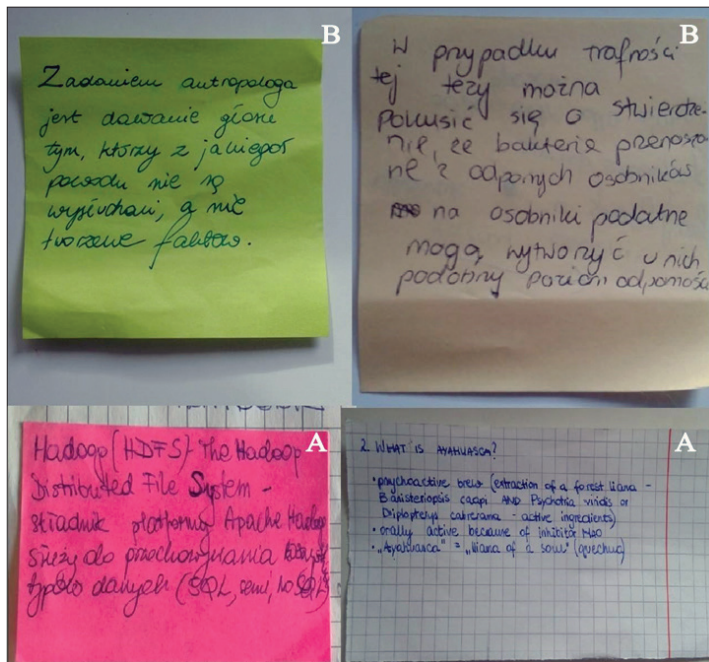 B
Zadaniem antropologa
jest dawanie głosu
tym, którzy z jakiegoś
powodu nie są
wysłuchani, a nie
tworzenie faktów.
B
W przypadku trafności
tej tezy można
pokusić się o stwierdze-
nie, że bakterie przenoszo-
ne z odpornych osobników
na osobniki podatne
mogą wytworzyć u nich
podobny poziom odporności
A
Hadoop (HDFS) - The Hadoop
Distributed File System -
składnik platformy Apache Hadoop
służy do przechowywania
typów danych (SQL, semi, no SQL)
A
2. WHAT IS AYAHUASCA?
• psychoactive brew (extraction of a forest liana -
Banisteriopsis caapi AND Psychotria viridis or
Diplopterys cabrerana - active ingredients)
• orally active because of inhibitor MAO
• „Ayahuasca" = „liana of a soul" (quechua)